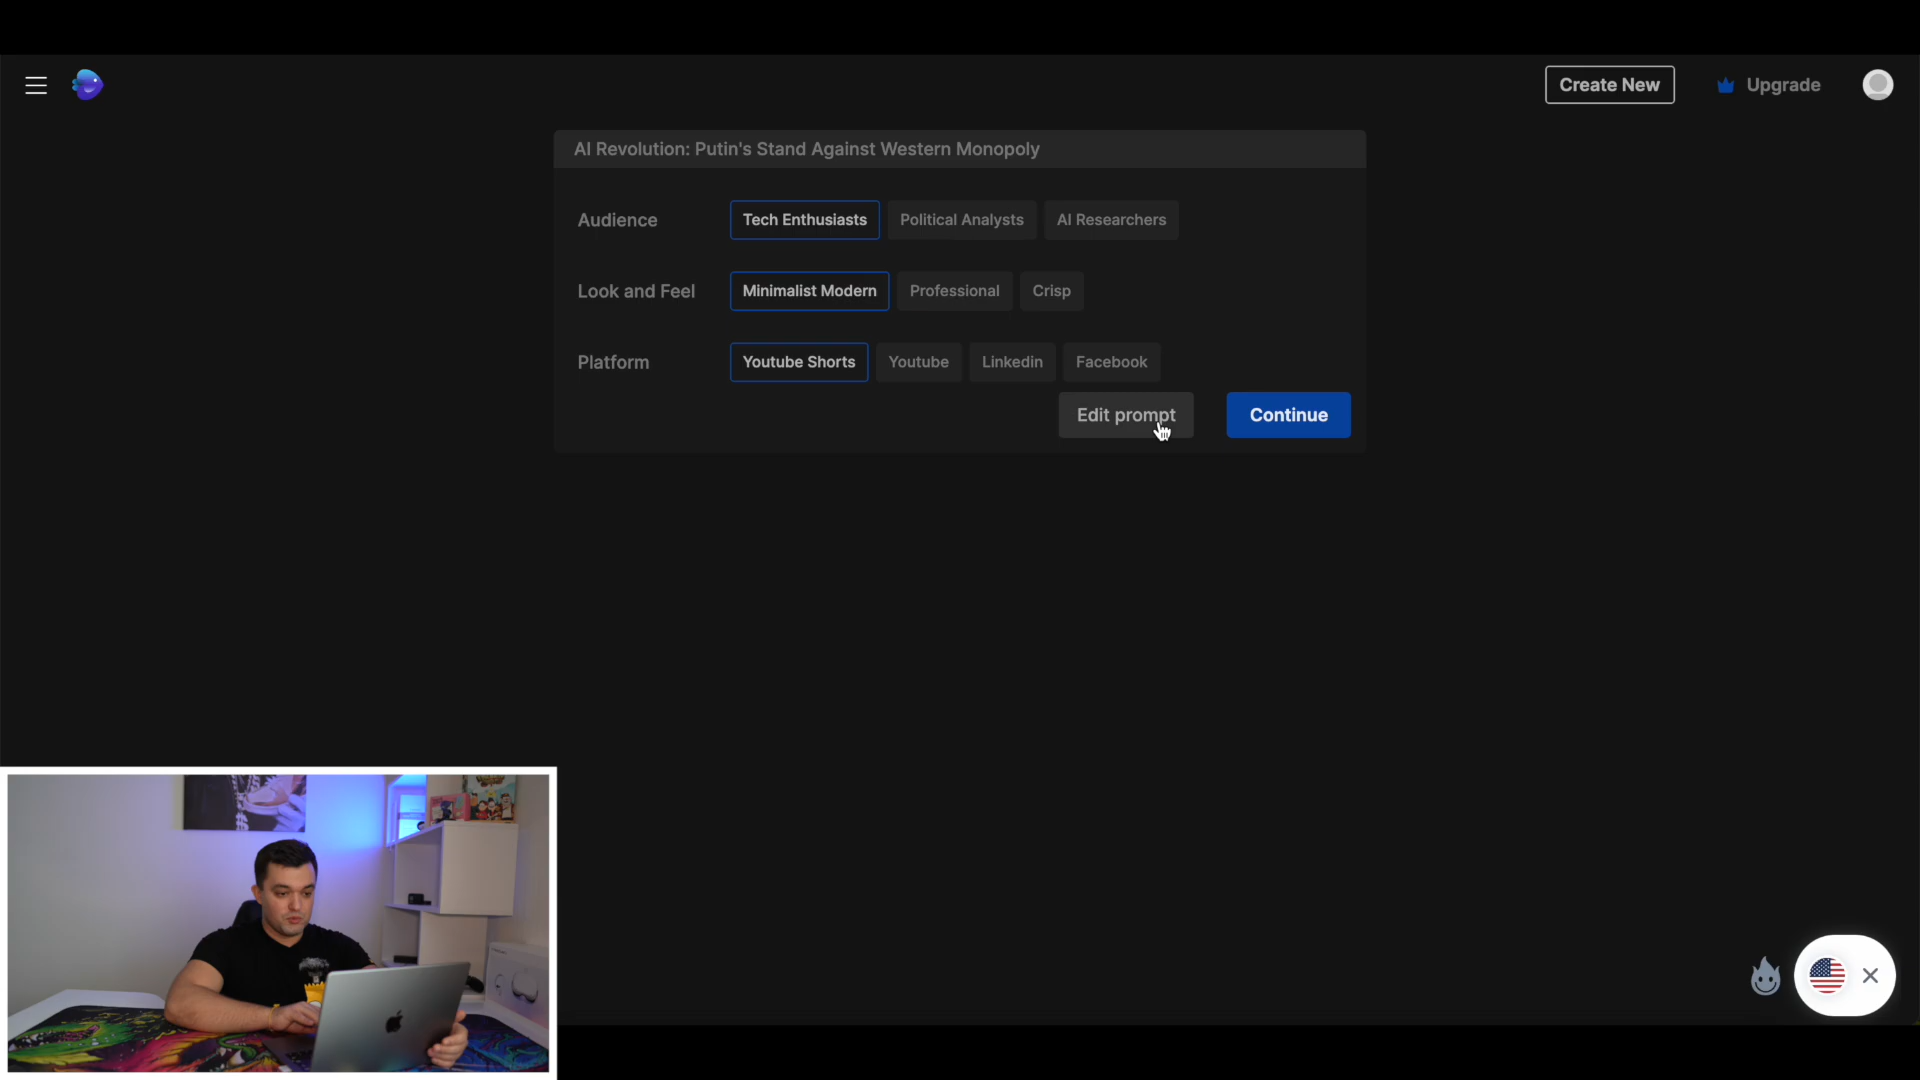 Create New
Upgrade
AI Revolution: Putin's Stand Against Western Monopoly
Audience
Tech Enthusiasts
Political Analysts
AI Researchers
Look and Feel
Minimalist Modern
Professional
Crisp
Platform
Youtube Shorts
Youtube
Linkedin
Facebook
Edit prompt
Continue